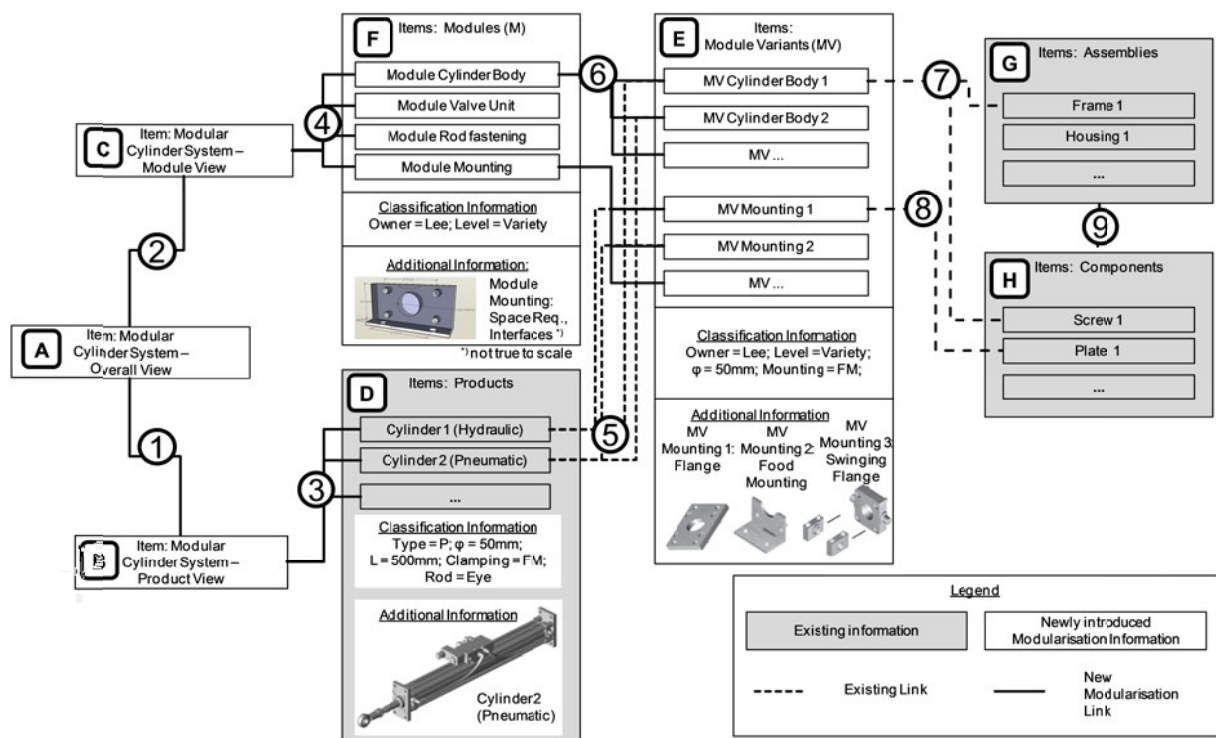 F
Items: Modules (M)
Module Cylinder Body
Module Valve Unit
Module Rod fastening
Module Mounting
Classification Information
Owner = Lee; Level = Variety
Additional Information:
Module
Mounting:
Space Req.,
Interfaces *)
*) not true to scale
C
Item: Modular
Cylinder System –
Module View
A
Item: Modular
Cylinder System –
Overall View
B
Item: Modular
Cylinder System –
Product View
1
2
3
4
5
6
7
8
9
D
Items: Products
Cylinder 1 (Hydraulic)
Cylinder 2 (Pneumatic)
...
Classification Information
Type = P; φ = 50mm;
L = 500mm; Clamping = FM;
Rod = Eye
Additional Information
Cylinder2
(Pneumatic)
E
Items:
Module Variants (MV)
MV Cylinder Body 1
MV Cylinder Body 2
MV ...
MV Mounting 1
MV Mounting 2
MV ...
Classification Information
Owner = Lee; Level = Variety;
φ = 50mm; Mounting = FM;
Additional Information
MV
Mounting 1:
Flange
MV
Mounting 2:
Food
Mounting
MV
Mounting 3:
Swinging
Flange
G
Items: Assemblies
Frame 1
Housing 1
...
H
Items: Components
Screw 1
Plate 1
...
Legend
Existing information
Newly introduced
Modularisation Information
Existing Link
New
Modularisation
Link